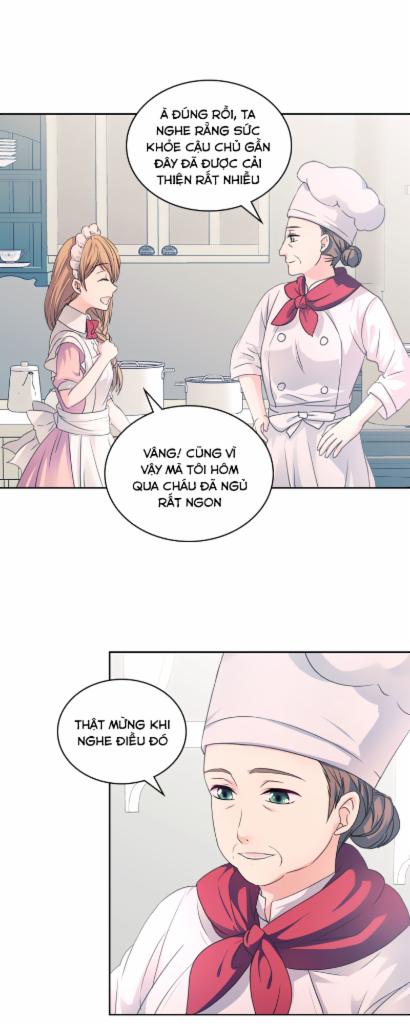 À ĐÚNG RỒI, TA
NGHE RẰNG SỨC
KHỎE CẬU CHỦ GẦN
ĐÂY ĐÃ ĐƯỢC CẢI
THIỆN RẤT NHIỀU
VÂNG! CŨNG VÌ
VẬY MÀ TÔI HÔM
QUA CHÁU ĐÃ NGỦ
RẤT NGON
THẬT MỪNG KHI
NGHE ĐIỀU ĐÓ